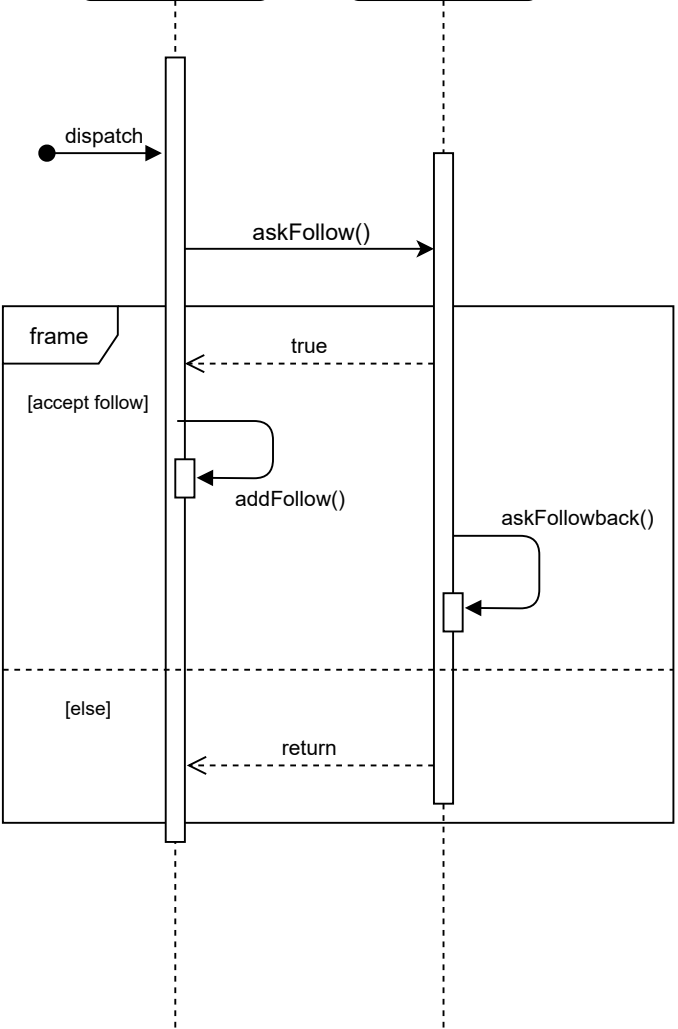 dispatch
askFollow()
frame
true
[accept follow]
addFollow()
askFollowback()
[else]
return